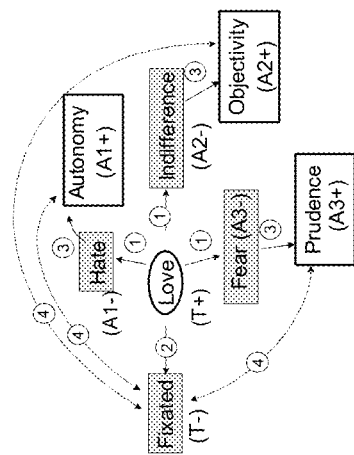 4
4
Autonomy
(A1+)
3
Hate
(A1-)
1
Fixated
(T-)
2
Love
(T+)
1
Indifference
(A2-)
3
1
Objectivity
(A2+)
Fear (A3-)
3
4
Prudence
(A3+)